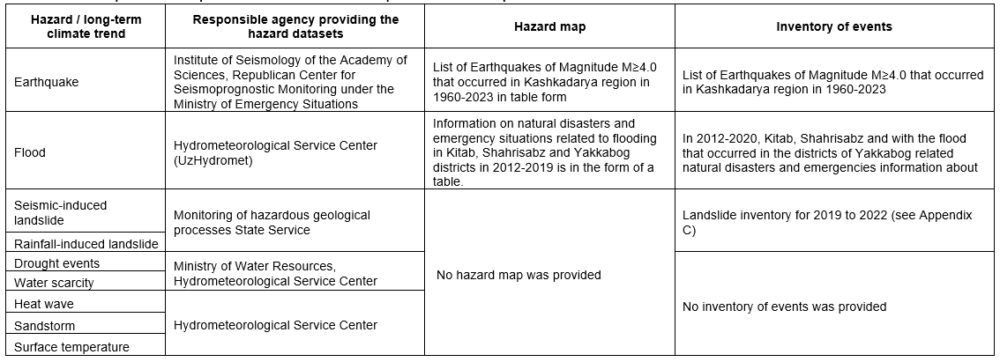 Hazard / long-term
climate trend
Responsible agency providing the
hazard datasets
Hazard map
Inventory of events
Earthquake
Institute of Seismology of the Academy of
Sciences, Republican Center for
Seismoprognostic Monitoring under the
Ministry of Emergency Situations
List of Earthquakes of Magnitude M≥4.0
that occurred in Kashkadarya region in
1960-2023 in table form
List of Earthquakes of Magnitude M≥4.0 that occurred
in Kashkadarya region in 1960-2023
Flood
Hydrometeorological Service Center
(UzHydromet)
Information on natural disasters and
emergency situations related to flooding
in Kitab, Shahrisabz and Yakkabog
districts in 2012-2019 is in the form of a
table.
In 2012-2020, Kitab, Shahrisabz and with the flood
that occurred in the districts of Yakkabog related
natural disasters and emergencies information about
Seismic-induced
landslide
Rainfall-induced landslide
Monitoring of hazardous geological
processes State Service
Landslide inventory for 2019 to 2022 (see Appendix
C)
Drought events
Water scarcity
Ministry of Water Resources,
Hydrometeorological Service Center
No hazard map was provided
Heat wave
Sandstorm
Surface temperature
Hydrometeorological Service Center
No inventory of events was provided